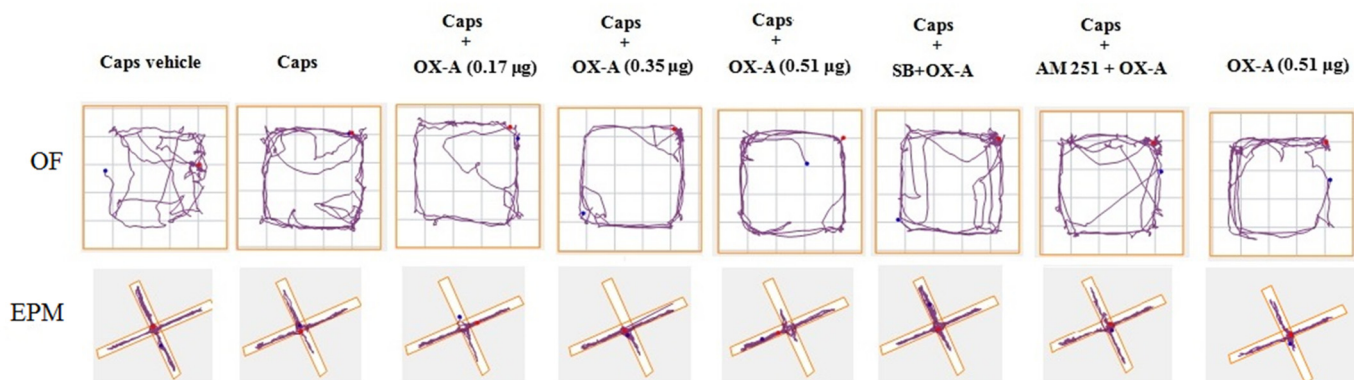 Caps vehicle
Caps
Caps
+
OX-A (0.17 µg)
Caps
+
OX-A (0.35 µg)
Caps
+
OX-A (0.51 µg)
Caps
+
SB+OX-A
Caps
+
AM 251 + OX-A
OX-A (0.51 µg)
OF
EPM